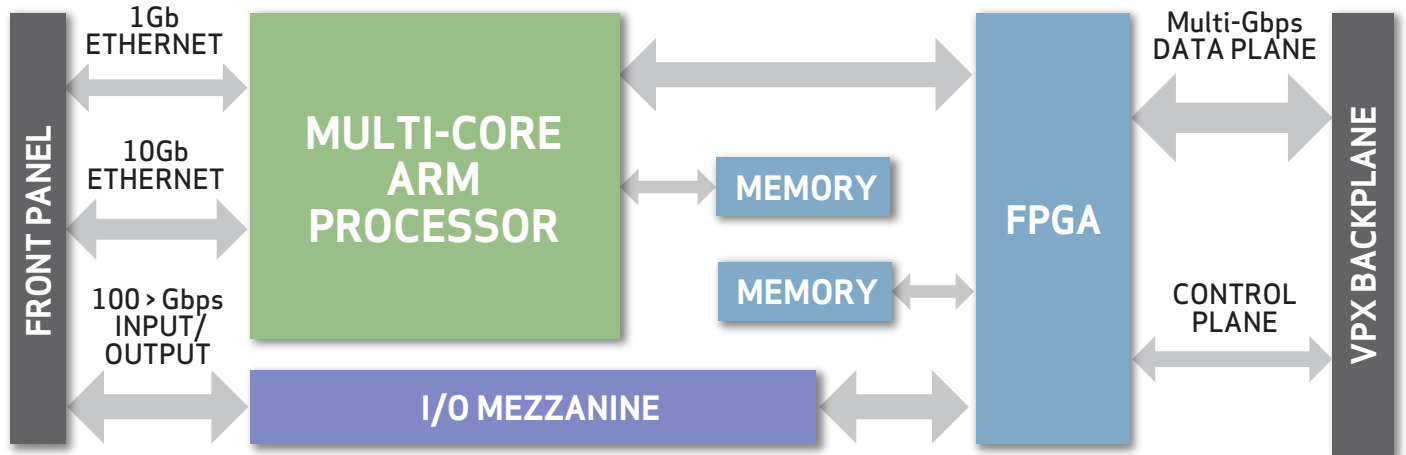 1Gb
ETHERNET
10Gb
ETHERNET
100 > Gbps
INPUT/
OUTPUT
FRONT PANEL
MULTI-CORE
ARM
PROCESSOR
I/O MEZZANINE
MEMORY
MEMORY
FPGA
Multi-Gbps
DATA PLANE
CONTROL
PLANE
VPX BACKPLANE